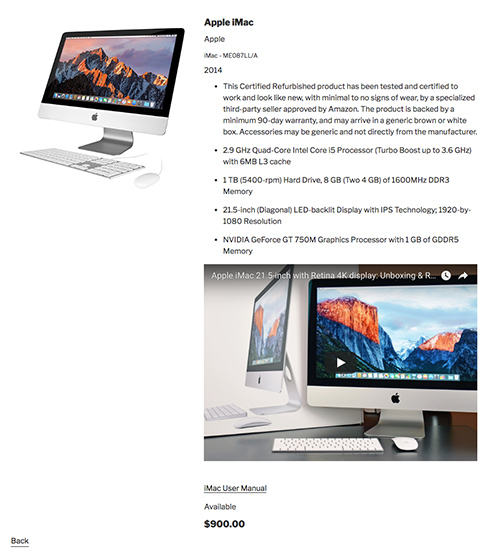 Apple iMac
Apple
iMac - ME087LL/A
2014
• This Certified Refurbished product has been tested and certified to
work and look like new, with minimal to no signs of wear, by a specialized
third-party seller approved by Amazon. The product is backed by a
minimum 90-day warranty, and may arrive in a generic brown or white
box. Accessories may be generic and not directly from the manufacturer.
• 2.9 GHz Quad-Core Intel Core i5 Processor (Turbo Boost up to 3.6 GHz)
with 6MB L3 cache
• 1 TB (5400-rpm) Hard Drive, 8 GB (Two 4 GB) of 1600MHz DDR3
Memory
• 21.5-inch (Diagonal) LED-backlit Display with IPS Technology; 1920-by-
1080 Resolution
• NVIDIA GeForce GT 750M Graphics Processor with 1 GB of GDDR5
Memory
Apple iMac 21.5-inch with Retina 4K display: Unboxing & R...
iMac User Manual
Available
$900.00
Back